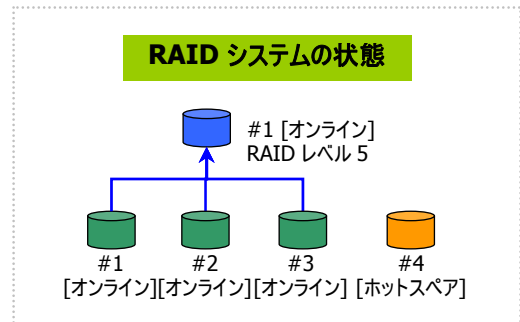 RAID システムの状態
#1 [オンライン]
RAID レベル 5
#1 #2 #3 #4
[オンライン][オンライン][オンライン] [ホットスペア]